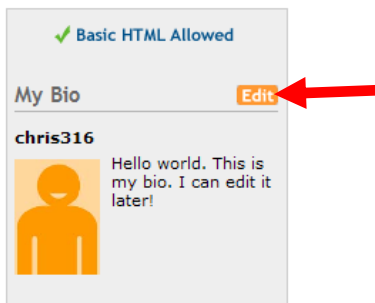 Basic HTML Allowed
My Bio Edit
chris316
Hello world. This is
my bio. I can edit it
later!